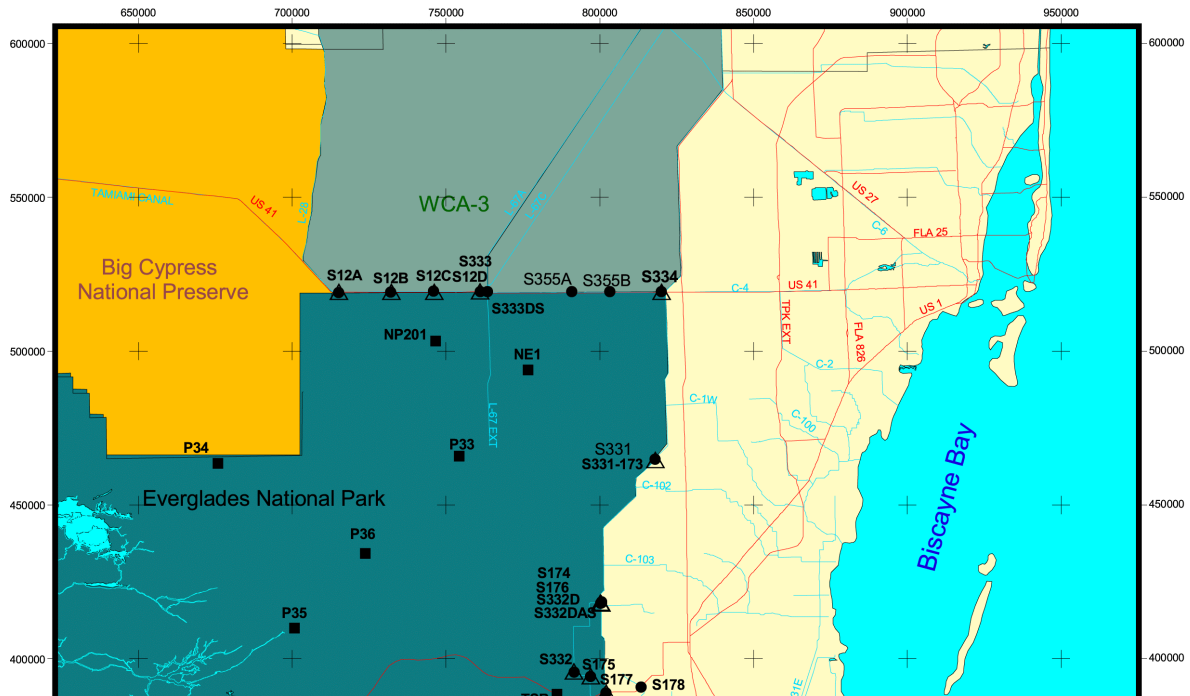 650000
700000
750000
800000
850000
900000
950000
600000
600000
550000
550000
500000
500000
450000
450000
400000
400000
TAMIAMI CANAL
US 41
L-28
WCA-3
US 27
C-6
FLA 25
Big Cypress
National Preserve
S12A
S12B
S12C
S333
S12D
S333DS
S355A
S355B
S334
C-4
US 41
US 1
TPK EXT
FLA 826
C-2
NP201
NE1
L-67 EXT
C-1W
C-100
P34
P33
S331
S331-173
C-102
Everglades National Park
Biscayne Bay
P36
C-103
S174
S176
S332D
S332DAS
P35
S332
S175
S177
S178
31E